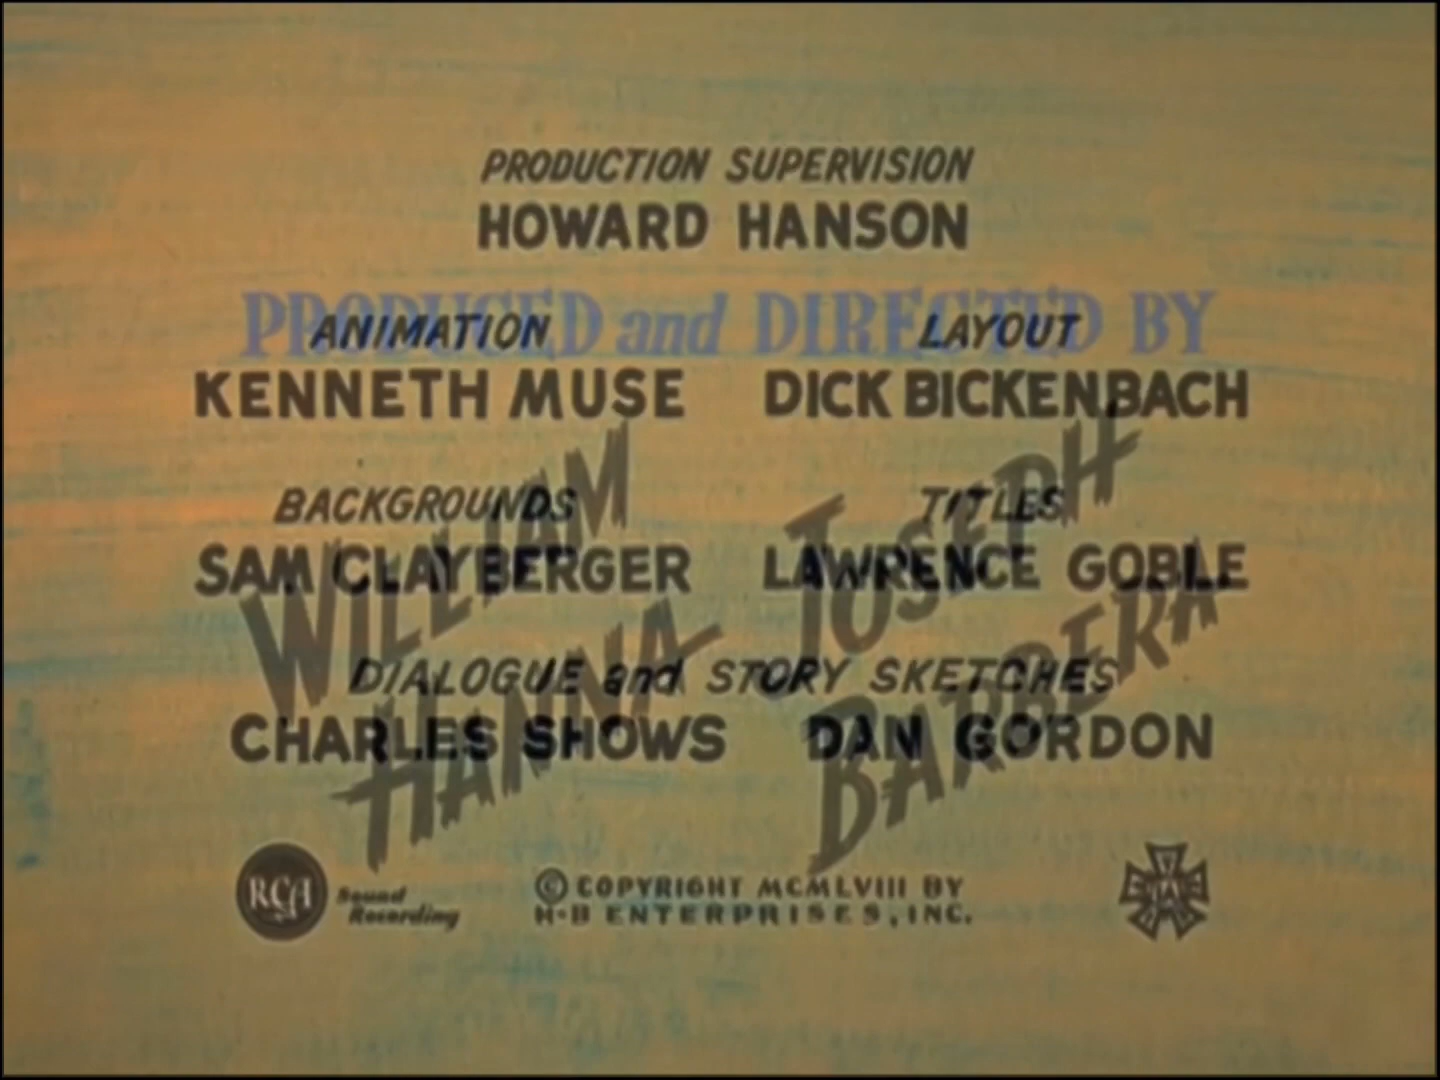 PRODUCTION SUPERVISION
HOWARD HANSON
PRODUCED and DIRECTED BY
ANIMATION LAYOUT
KENNETH MUSE DICK BICKENBACH
WILLIAM JOSEPH
BACKGROUNDS TITLES
SAM CLAYBERGER LAWRENCE GOBLE
HANNA BARBERA
DIALOGUE and STORY SKETCHES
CHARLES SHOWS DAN GORDON
RCA Sound Recording
© COPYRIGHT MCMLVIII BY
H-B ENTERPRISES, INC.
IA